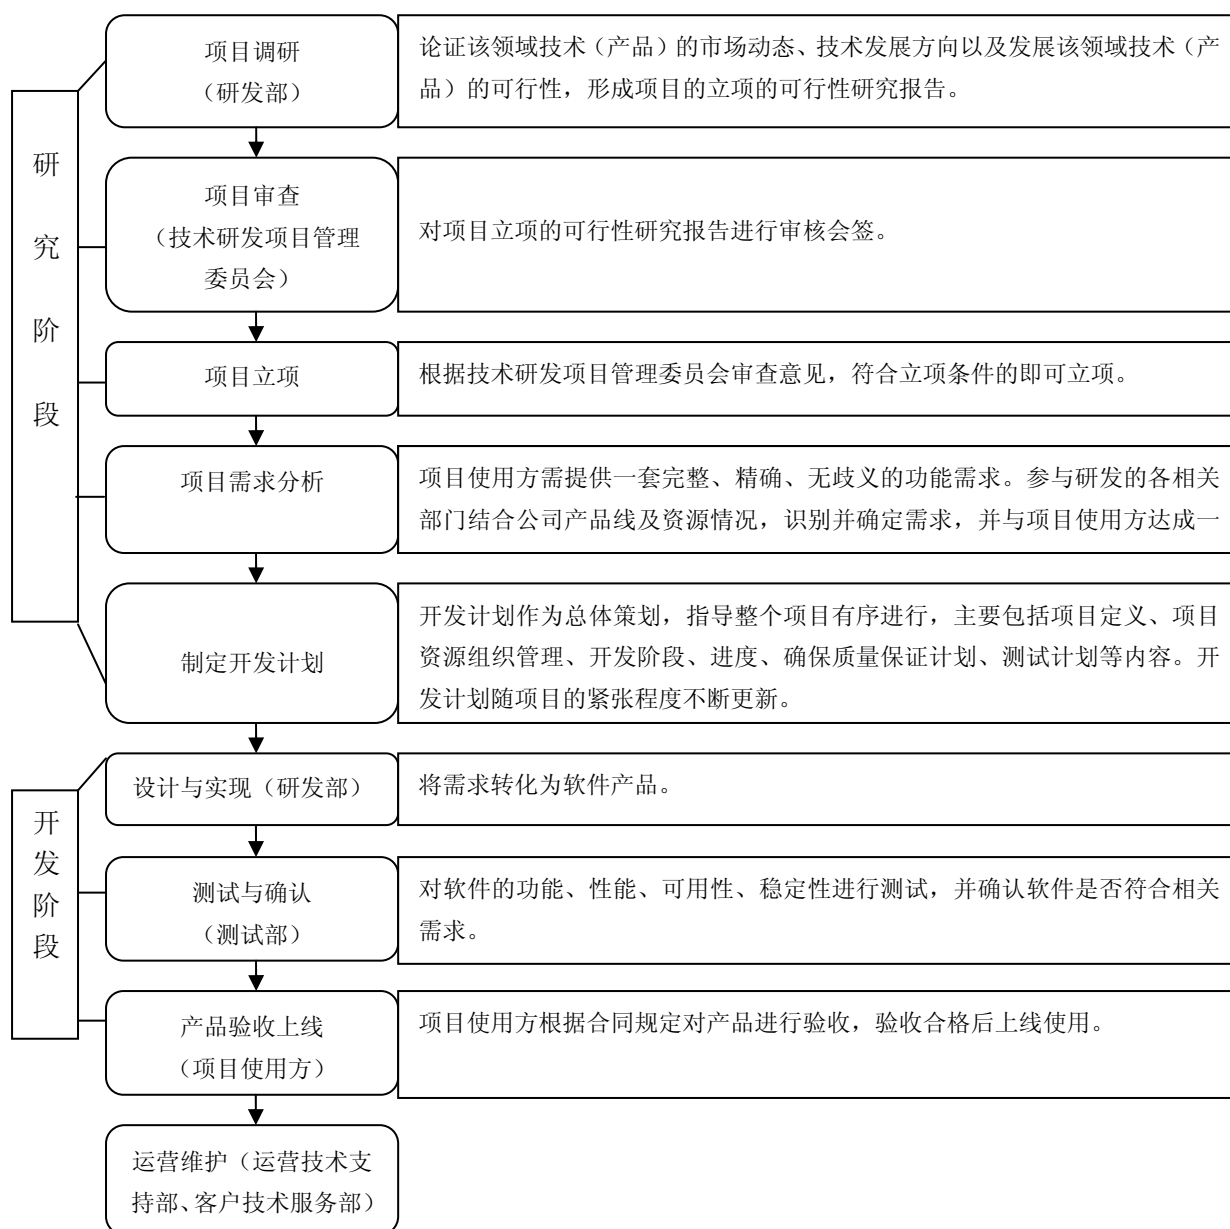 研
究
阶
段
项目调研
（研发部）
论证该领域技术（产品）的市场动态、技术发展方向以及发展该领域技术（产
品）的可行性，形成项目的立项的可行性研究报告。
项目审查
（技术研发项目管理
委员会）
对项目立项的可行性研究报告进行审核会签。
项目立项
根据技术研发项目管理委员会审查意见，符合立项条件的即可立项。
项目需求分析
项目使用方需提供一套完整、精确、无歧义的功能需求。参与研发的各相关
部门结合公司产品线及资源情况，识别并确定需求，并与项目使用方达成一
制定开发计划
开发计划作为总体策划，指导整个项目有序进行，主要包括项目定义、项目
资源组织管理、开发阶段、进度、确保质量保证计划、测试计划等内容。开
发计划随项目的紧张程度不断更新。
开
发
阶
段
设计与实现（研发部）
将需求转化为软件产品。
测试与确认
（测试部）
对软件的功能、性能、可用性、稳定性进行测试，并确认软件是否符合相关
需求。
产品验收上线
（项目使用方）
项目使用方根据合同规定对产品进行验收，验收合格后上线使用。
运营维护（运营技术支
持部、客户技术服务部）